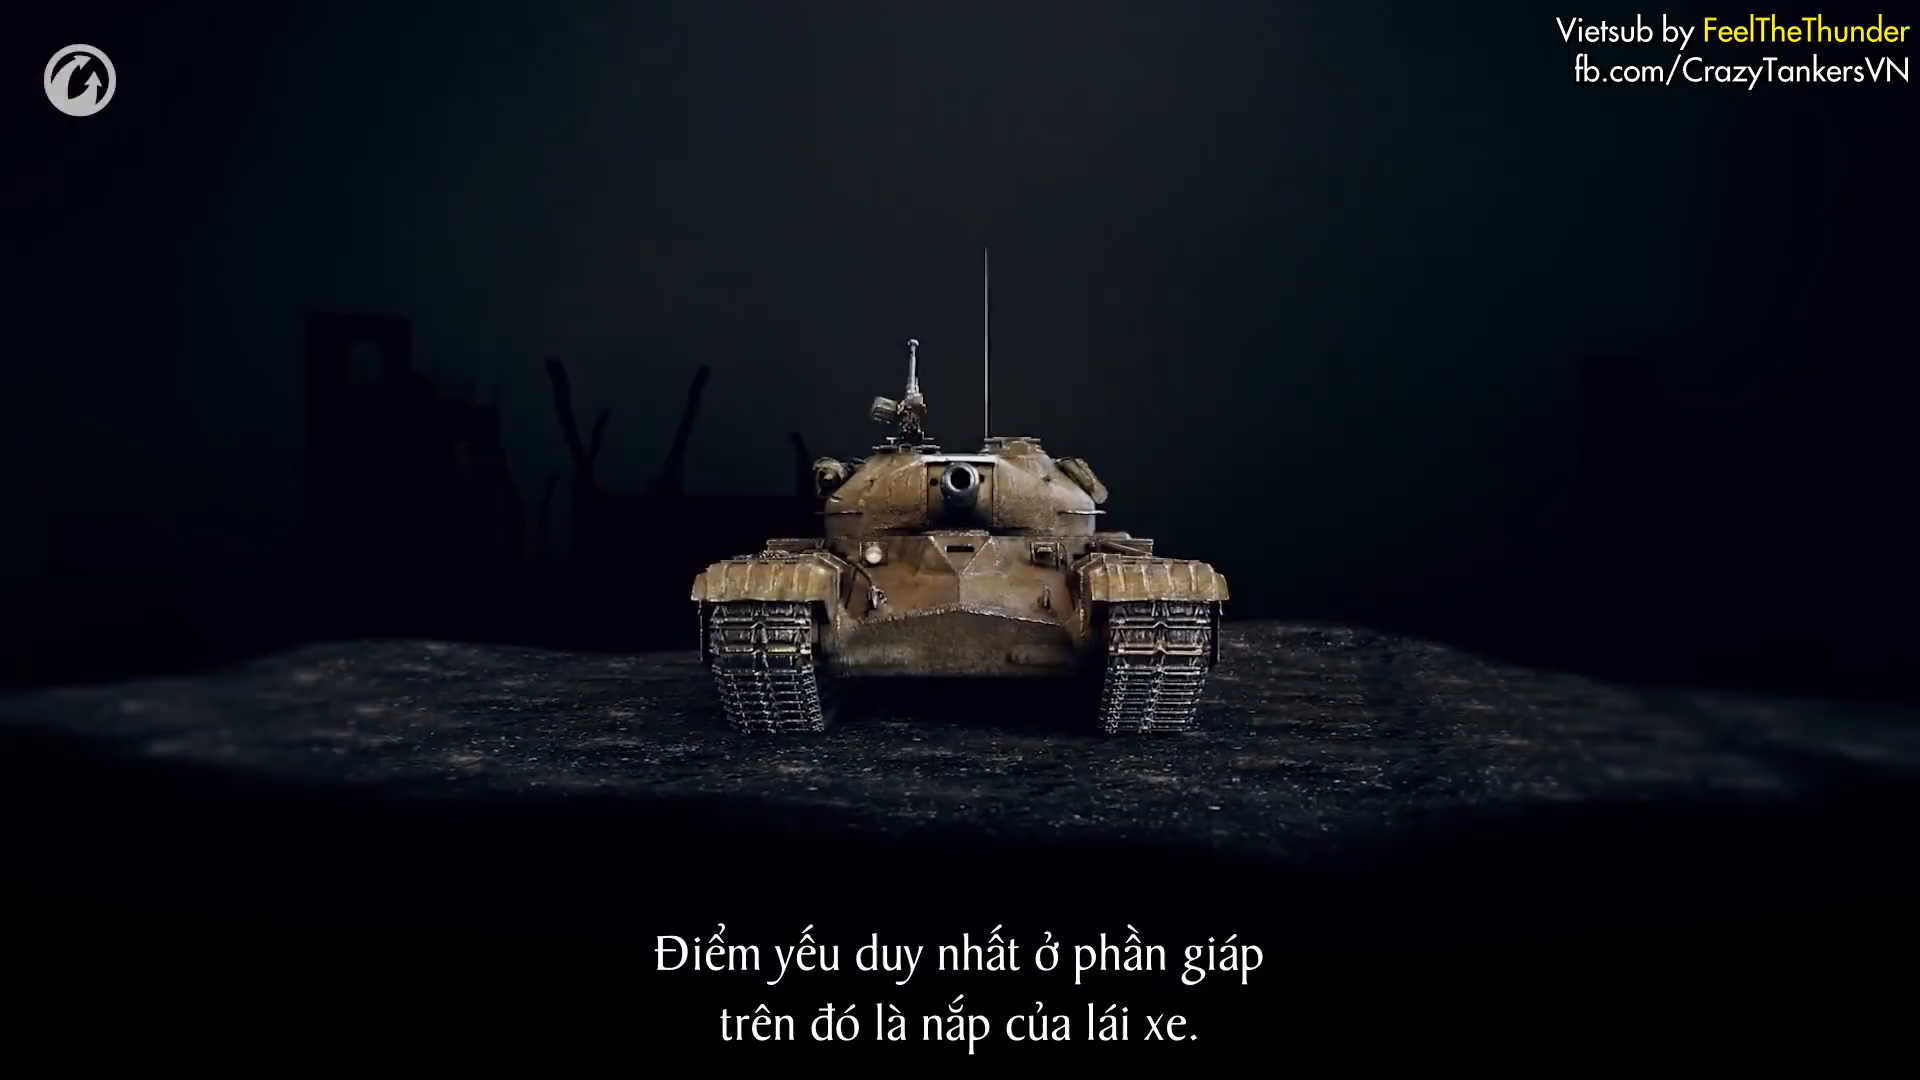 Vietsub by FeelTheThunder
fb.com/CrazyTankersVN
Điểm yếu duy nhất ở phần giáp
trên đó là nắp của lái xe.